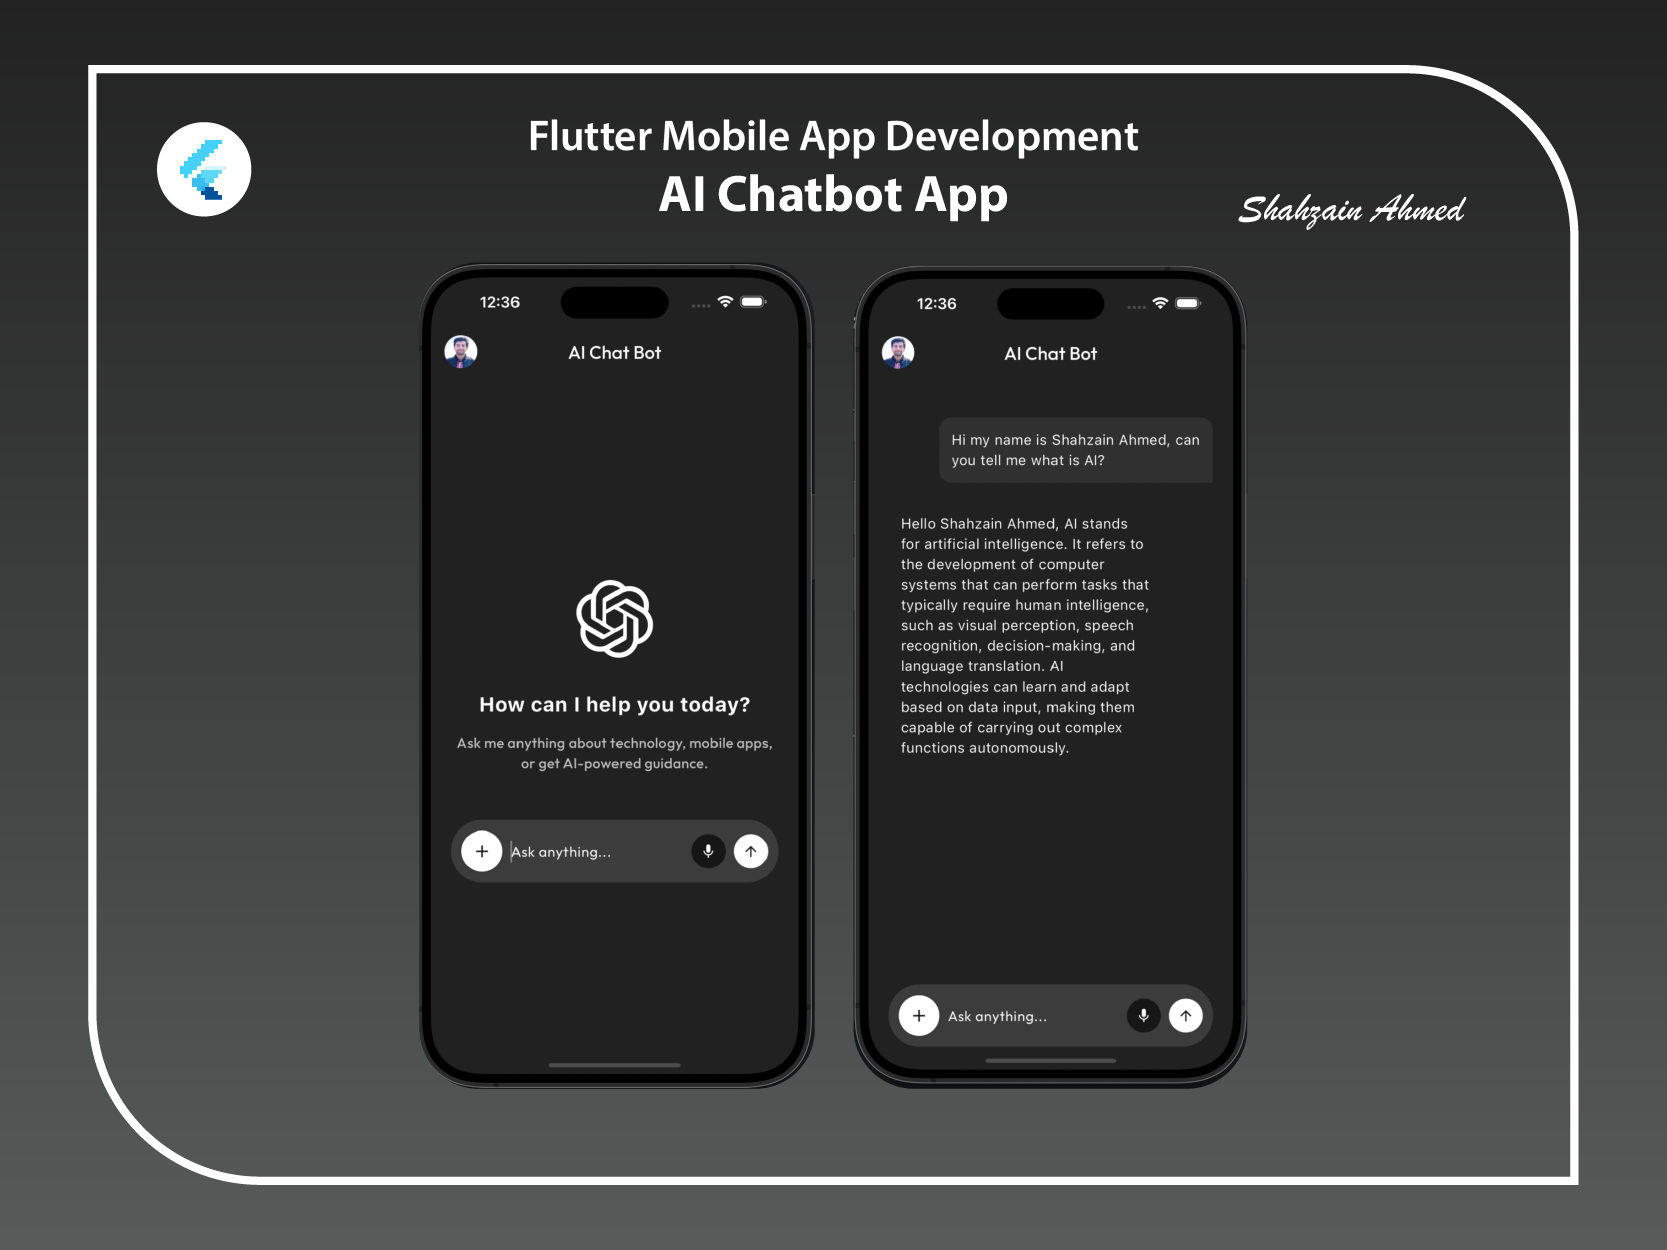 Flutter Mobile App Development
AI Chatbot App
Shahzain Ahmed
12:36
AI Chat Bot
How can I help you today?
Ask me anything about technology, mobile apps,
or get AI-powered guidance.
Ask anything...
12:36
AI Chat Bot
Hi my name is Shahzain Ahmed, can
you tell me what is AI?
Hello Shahzain Ahmed, AI stands
for artificial intelligence. It refers to
the development of computer
systems that can perform tasks that
typically require human intelligence,
such as visual perception, speech
recognition, decision-making, and
language translation. AI
technologies can learn and adapt
based on data input, making them
capable of carrying out complex
functions autonomously.
Ask anything...